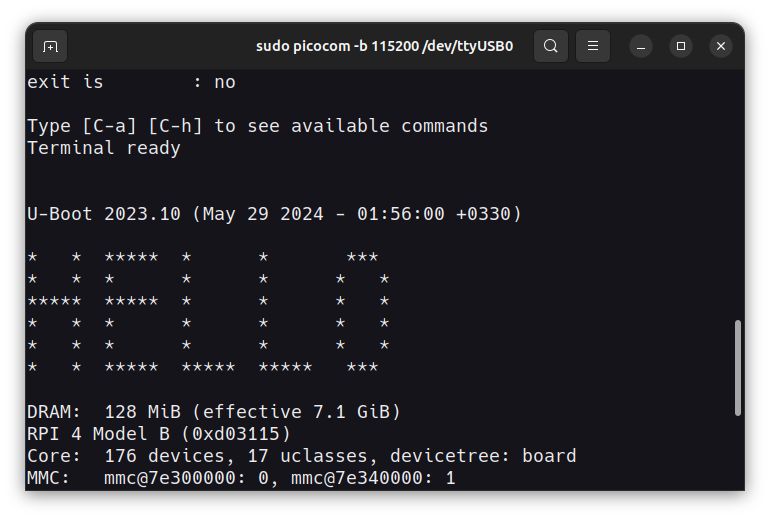 sudo picocom -b 115200 /dev/ttyUSB0
exit is        : no
Type [C-a] [C-h] to see available commands
Terminal ready
U-Boot 2023.10 (May 29 2024 - 01:56:00 +0330)
*   *  *****  *      *       ***
*   *  *      *      *      *   *
*****  *****  *      *      *   *
*   *  *      *      *      *   *
*   *  *      *      *      *   *
*   *  *****  *****  *****   ***
DRAM:  128 MiB (effective 7.1 GiB)
RPI 4 Model B (0xd03115)
Core:  176 devices, 17 uclasses, devicetree: board
MMC:   mmc@7e300000: 0, mmc@7e340000: 1